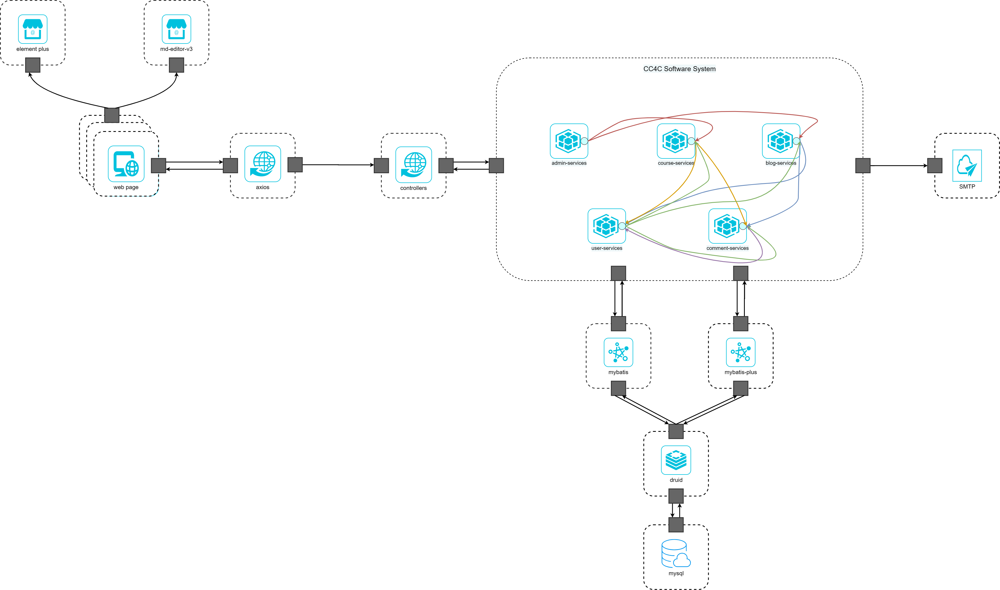 @
element plus
@
md-editor-v3
CC4C Software System
admin-services
course-services
blog-services
web page
axios
controllers
SMTP
user-services
comment-services
mybatis
mybatis-plus
druid
mysql